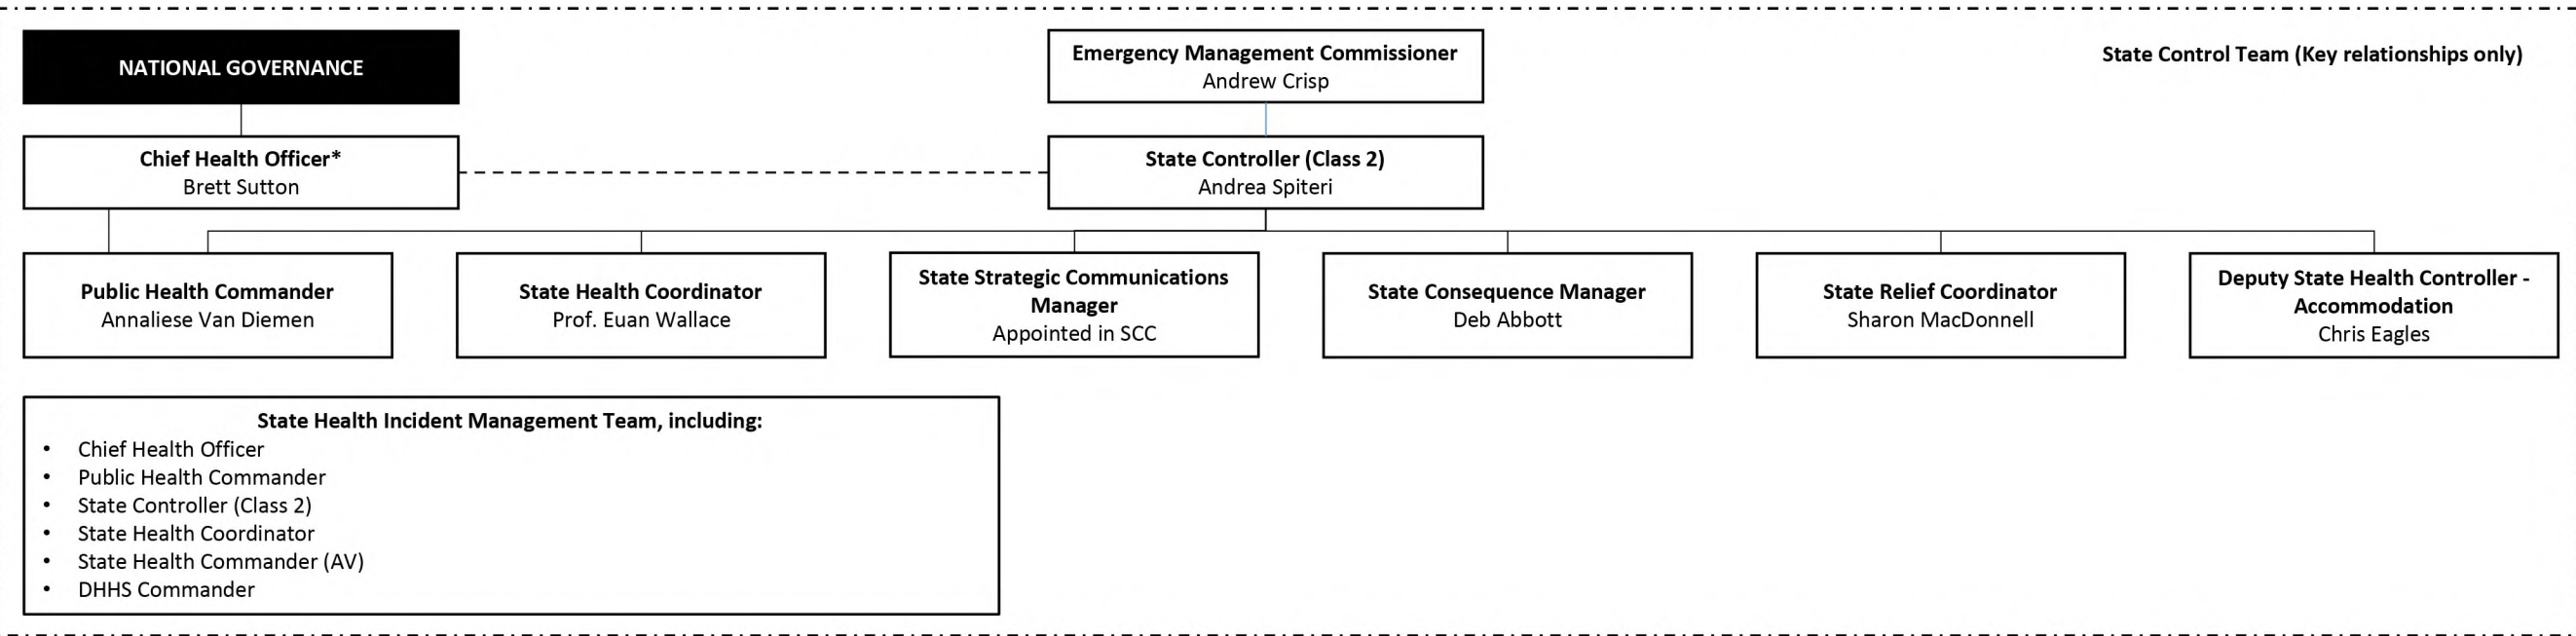 NATIONAL GOVERNANCE
Emergency Management Commissioner
Andrew Crisp
State Control Team (Key relationships only)
Chief Health Officer*
Brett Sutton
State Controller (Class 2)
Andrea Spiteri
Public Health Commander
Annaliese Van Diemen
State Health Coordinator
Prof. Euan Wallace
State Strategic Communications
Manager
Appointed in SCC
State Consequence Manager
Deb Abbott
State Relief Coordinator
Sharon MacDonnell
Deputy State Health Controller -
Accommodation
Chris Eagles
State Health Incident Management Team, including:
• Chief Health Officer
• Public Health Commander
• State Controller (Class 2)
• State Health Coordinator
• State Health Commander (AV)
• DHHS Commander